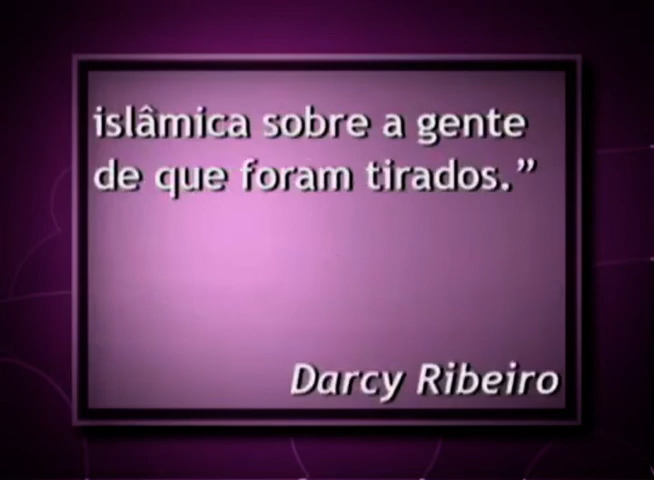 islâmica sobre a gente
de que foram tirados.”
Darcy Ribeiro